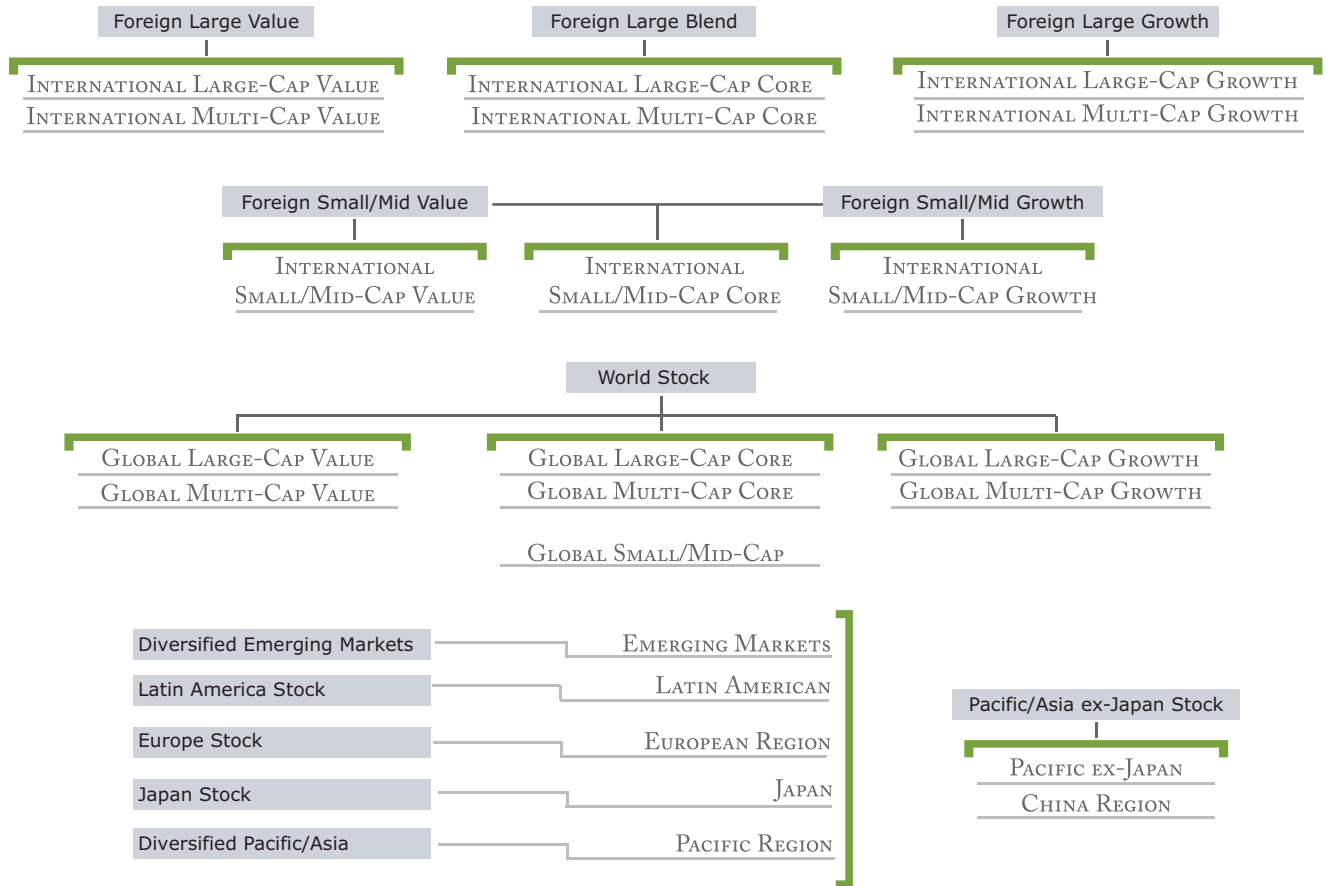 Foreign Large Value
Foreign Large Blend
Foreign Large Growth
International Large-Cap Value
International Multi-Cap Value
International Large-Cap Core
International Multi-Cap Core
International Large-Cap Growth
International Multi-Cap Growth
Foreign Small/Mid Value
Foreign Small/Mid Growth
International
Small/Mid-Cap Value
International
Small/Mid-Cap Core
International
Small/Mid-Cap Growth
World Stock
Global Large-Cap Value
Global Multi-Cap Value
Global Large-Cap Core
Global Multi-Cap Core
Global Small/Mid-Cap
Global Large-Cap Growth
Global Multi-Cap Growth
Diversified Emerging Markets
Emerging Markets
Latin America Stock
Latin American
Europe Stock
European Region
Japan Stock
Japan
Diversified Pacific/Asia
Pacific Region
Pacific/Asia ex-Japan Stock
Pacific ex-Japan
China Region